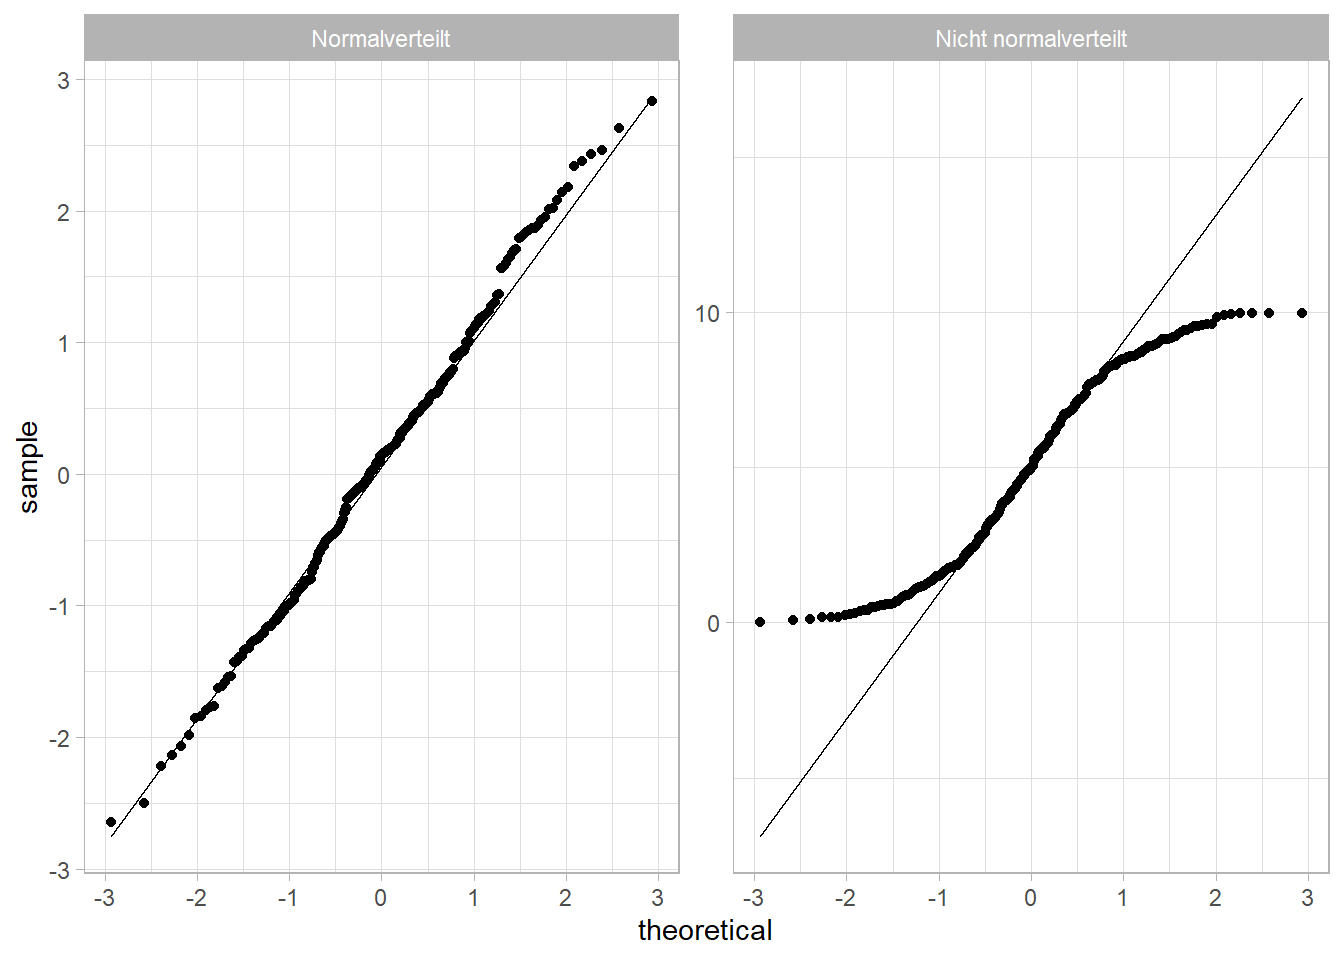 Normalverteilt
Nicht normalverteilt
sample
3
2
1
0
-1
-2
-3
10
0
-3 -2 -1 0 1 2 3
-3 -2 -1 0 1 2 3
theoretical